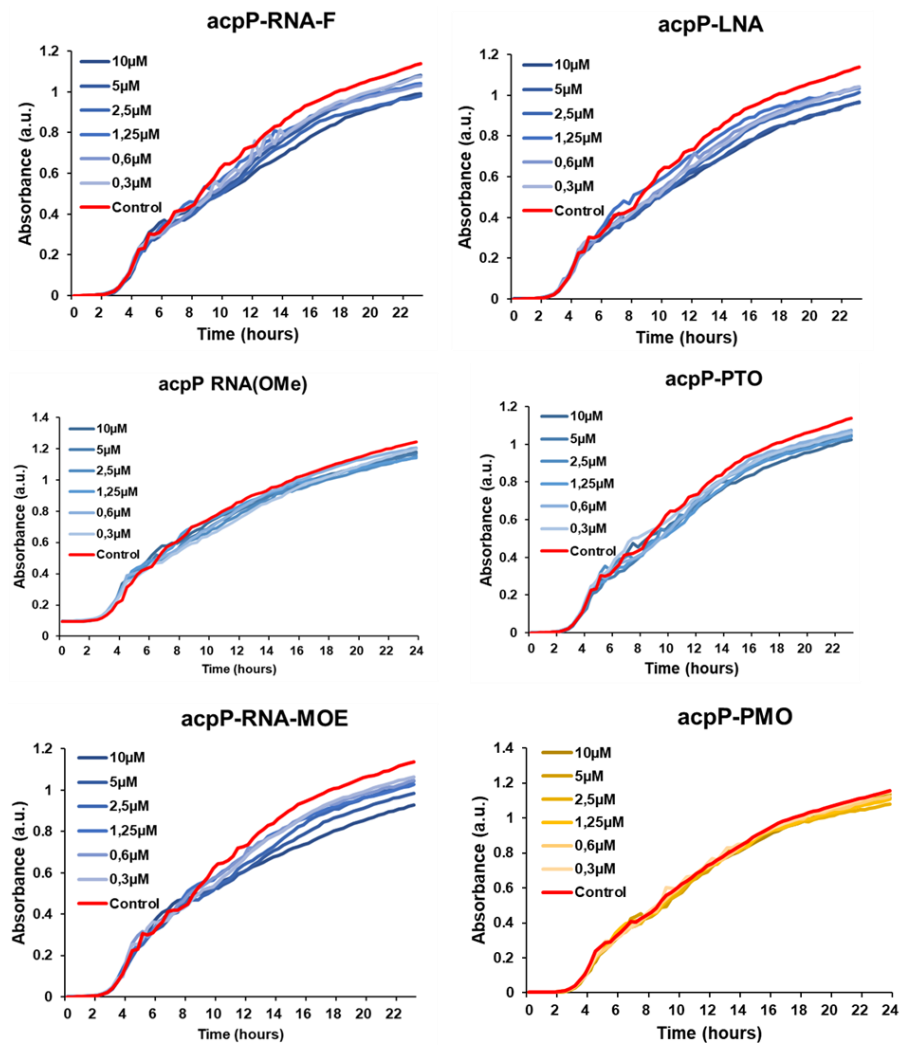 acpP-RNA-F
1.2
1
0.8
0.6
0.4
0.2
0
Absorbance (a.u.)
10µM
5µM
2,5µM
1,25µM
0,6µM
0,3µM
Control
0 2 4 6 8 10 12 14 16 18 20 22
Time (hours)
acpP-LNA
1.2
1
0.8
0.6
0.4
0.2
0
Absorbance (a.u.)
10µM
5µM
2,5µM
1,25µM
0,6µM
0,3µM
Control
0 2 4 6 8 10 12 14 16 18 20 22
Time (hours)
acpP RNA(OMe)
1.4
1.2
1
0.8
0.6
0.4
0.2
0
Absorbance (a.u.)
10µM
5µM
2,5µM
1,25µM
0,6µM
0,3µM
Control
0 2 4 6 8 10 12 14 16 18 20 22 24
Time (hours)
acpP-PTO
1.2
1
0.8
0.6
0.4
0.2
0
Absorbance (a.u.)
10µM
5µM
2,5µM
1,25µM
0,6µM
0,3µM
Control
0 2 4 6 8 10 12 14 16 18 20 22
Time (hours)
acpP-RNA-MOE
1.2
1
0.8
0.6
0.4
0.2
0
Absorbance (a.u.)
10µM
5µM
2,5µM
1,25µM
0,6µM
0,3µM
Control
0 2 4 6 8 10 12 14 16 18 20 22
Time (hours)
acpP-PMO
1.4
1.2
1
0.8
0.6
0.4
0.2
0
Absorbance (a.u.)
10µM
5µM
2,5µM
1,25µM
0,6µM
0,3µM
Control
0 2 4 6 8 10 12 14 16 18 20 22 24
Time (hours)